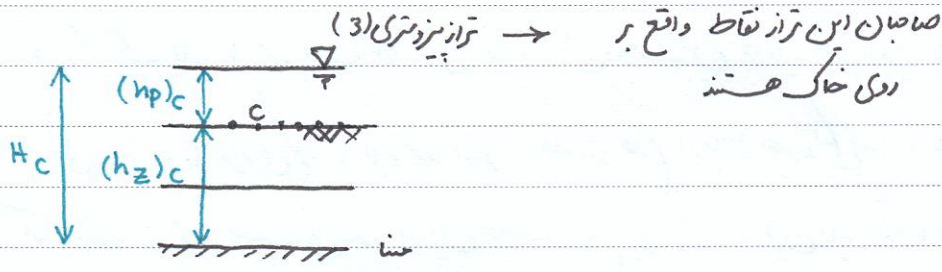 صاحبان این تراز نقاط واقع بر ← تراز پیزومتری (3)
روی خاک هستند
(hp)c
c
Hc
(hz)c
مبنا